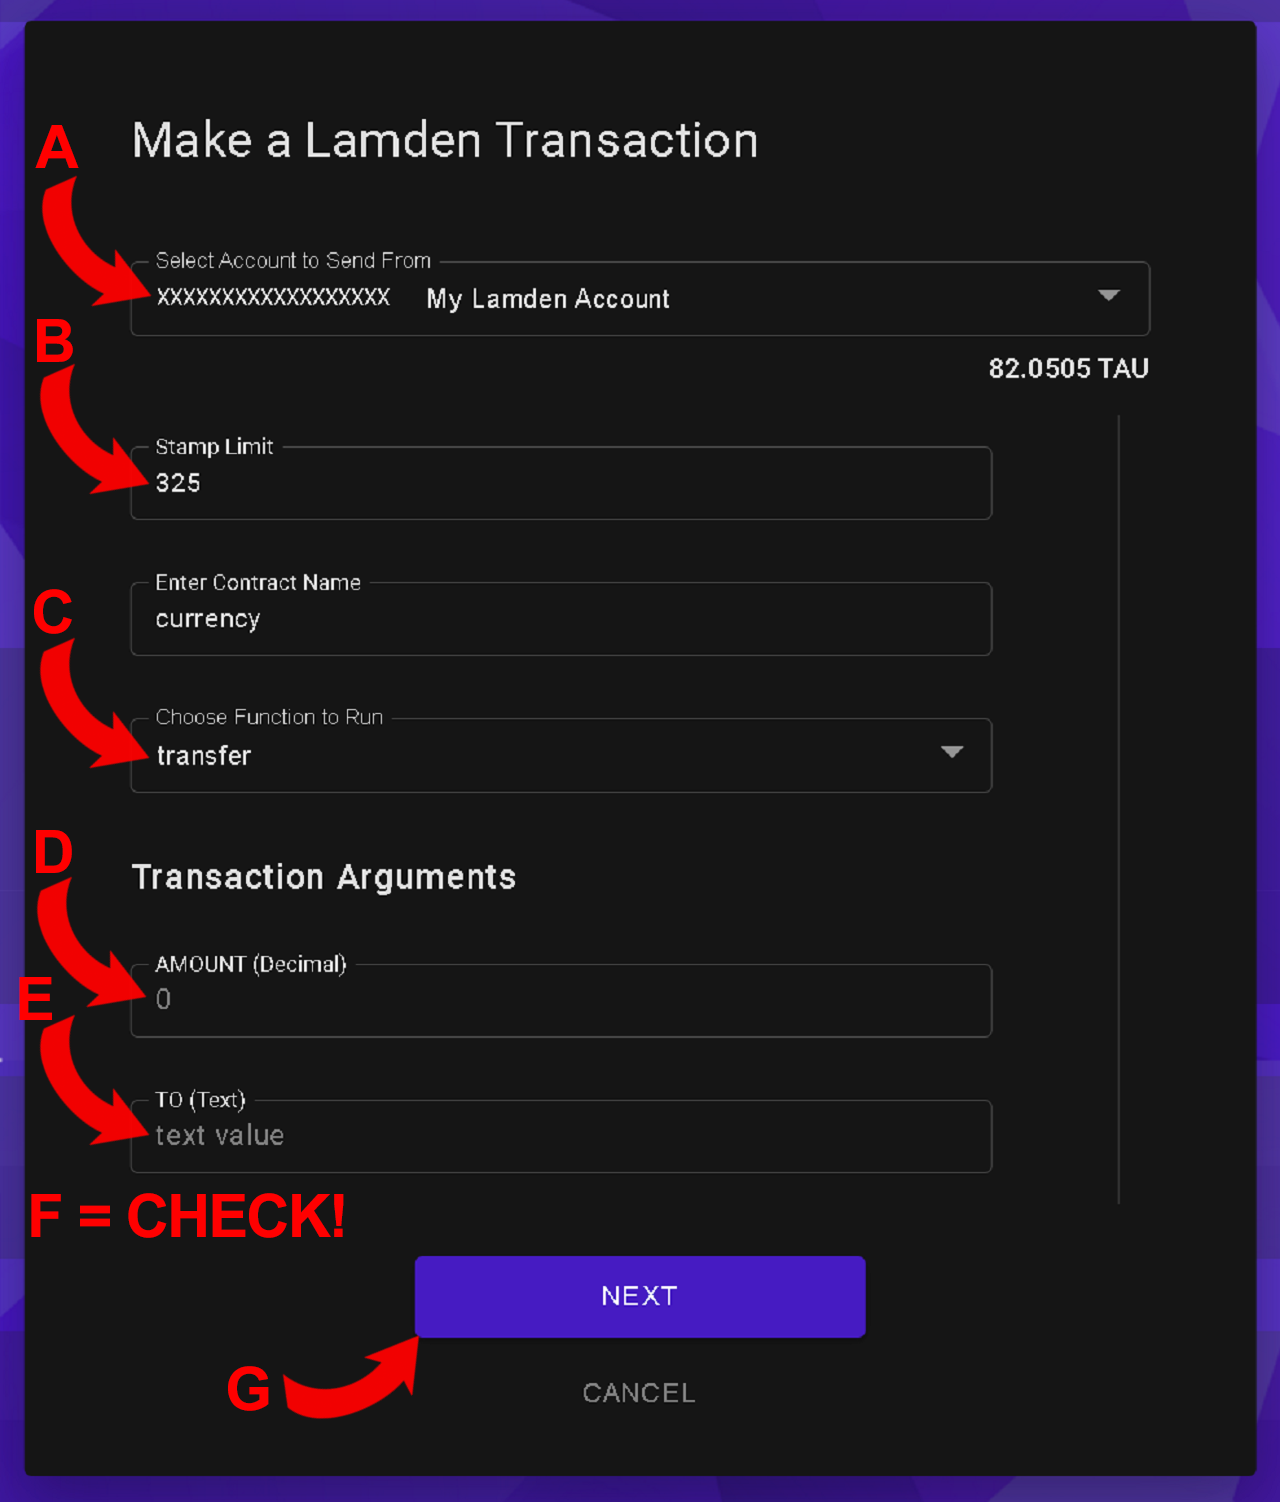 Make a Lamden Transaction
A
Select Account to Send From
XXXXXXXXXXXXXXXXXX My Lamden Account
82.0505 TAU
B
Stamp Limit
325
Enter Contract Name
currency
C
Choose Function to Run
transfer
D
Transaction Arguments
AMOUNT (Decimal)
0
E
TO (Text)
text value
F = CHECK!
NEXT
G
CANCEL